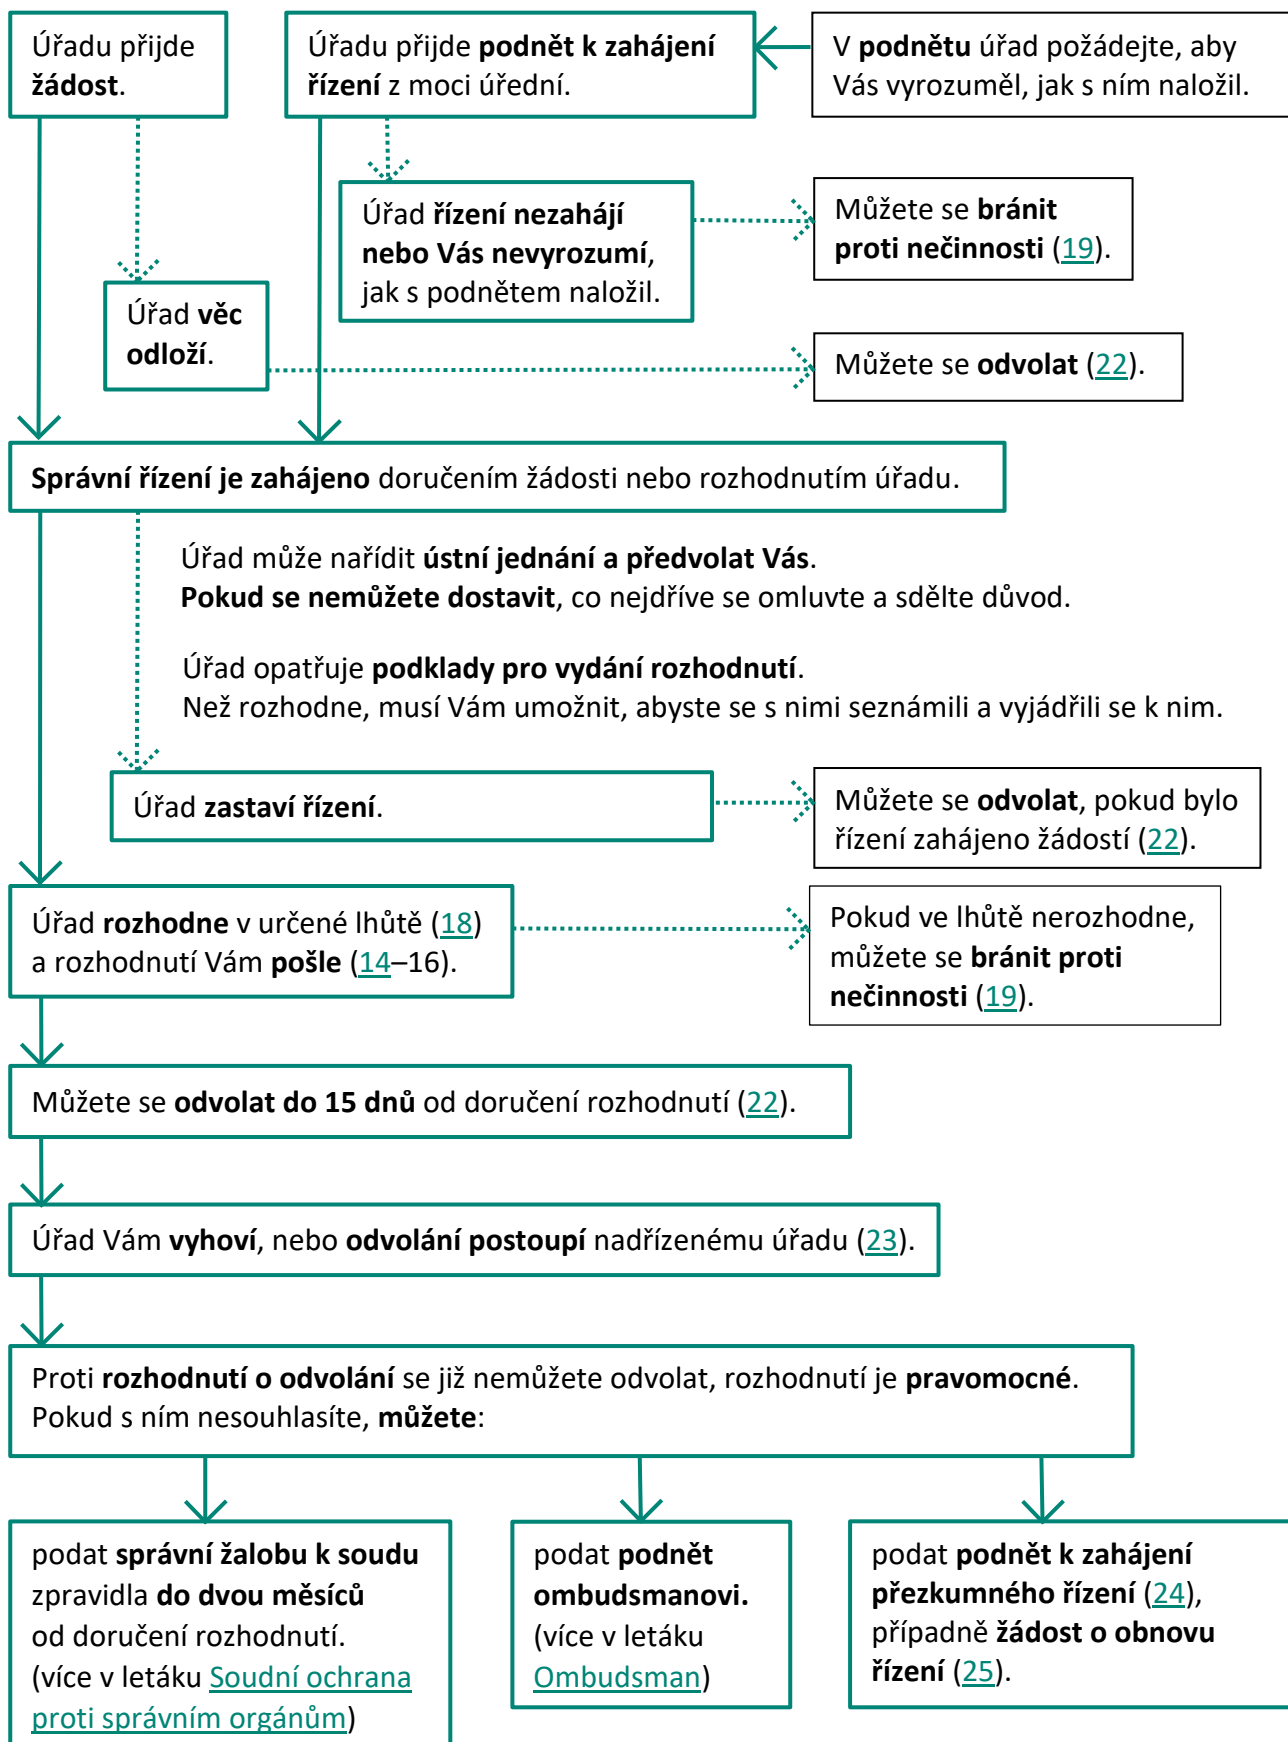 Úřadu přijde
žádost.
Úřadu přijde podnět k zahájení
řízení z moci úřední.
V podnětu úřad požádejte, aby
Vás vyrozuměl, jak s ním naložil.
Úřad řízení nezahájí
nebo Vás nevyrozumí,
jak s podnětem naložil.
Můžete se bránit
proti nečinnosti (19).
Úřad věc
odloží.
Můžete se odvolat (22).
Správní řízení je zahájeno doručením žádosti nebo rozhodnutím úřadu.
Úřad může nařídit ústní jednání a předvolat Vás.
Pokud se nemůžete dostavit, co nejdříve se omluvte a sdělte důvod.
Úřad opatřuje podklady pro vydání rozhodnutí.
Než rozhodne, musí Vám umožnit, abyste se s nimi seznámili a vyjádřili se k nim.
Úřad zastaví řízení.
Můžete se odvolat, pokud bylo
řízení zahájeno žádostí (22).
Úřad rozhodne v určené lhůtě (18)
a rozhodnutí Vám pošle (14–16).
Pokud ve lhůtě nerozhodne,
můžete se bránit proti
nečinnosti (19).
Můžete se odvolat do 15 dnů od doručení rozhodnutí (22).
Úřad Vám vyhoví, nebo odvolání postoupí nadřízenému úřadu (23).
Proti rozhodnutí o odvolání se již nemůžete odvolat, rozhodnutí je pravomocné.
Pokud s ním nesouhlasíte, můžete:
podat správní žalobu k soudu
zpravidla do dvou měsíců
od doručení rozhodnutí.
(více v letáku Soudní ochrana
proti správním orgánům)
podat podnět
ombudsmanovi.
(více v letáku
Ombudsman)
podat podnět k zahájení
přezkumného řízení (24),
případně žádost o obnovu
řízení (25).